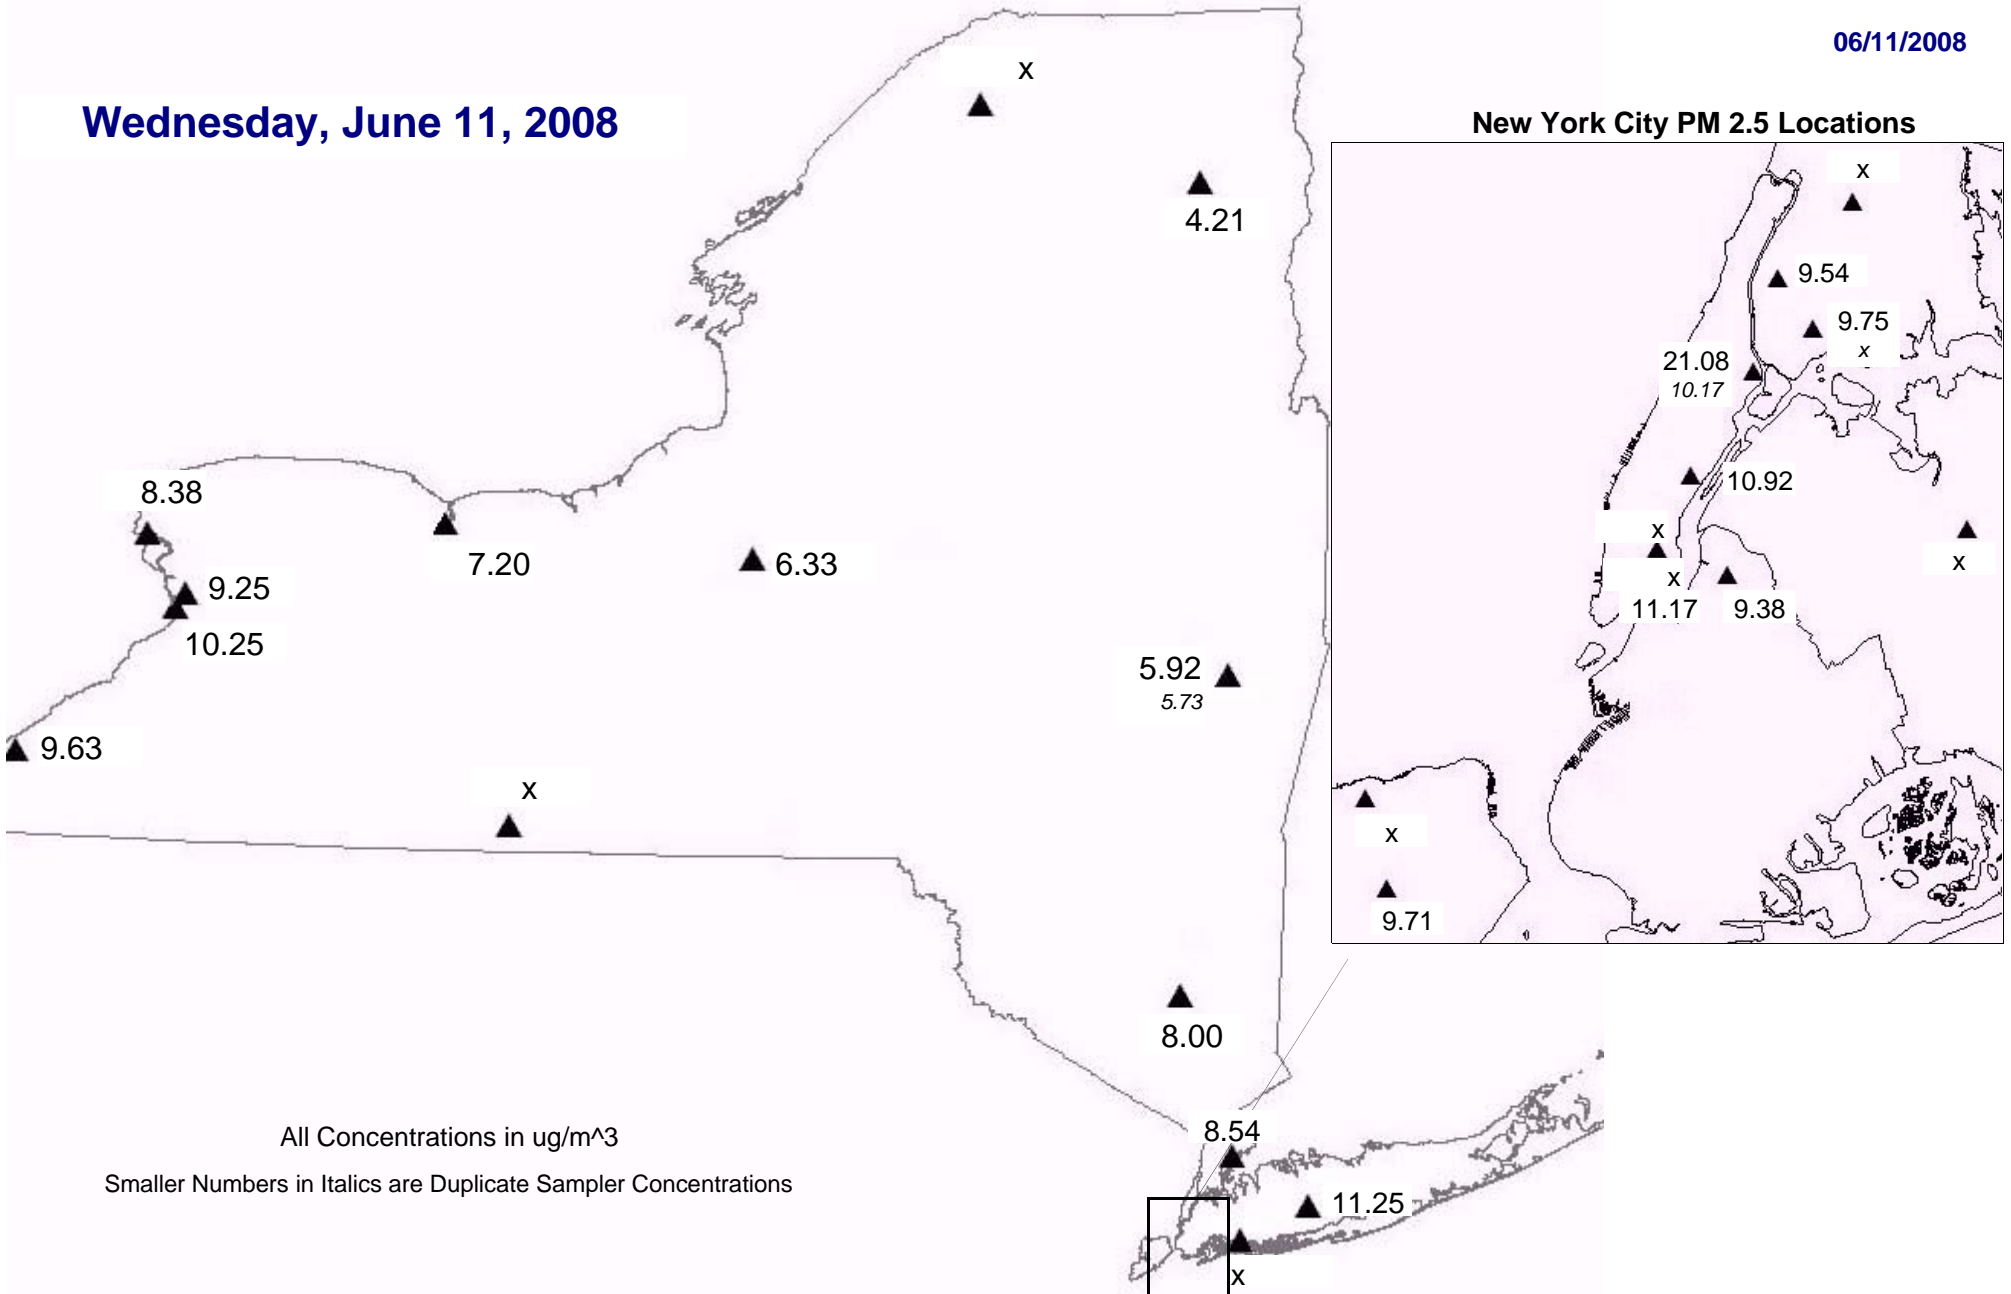 06/11/2008
Wednesday, June 11, 2008
x
4.21
8.38
7.20
6.33
9.25
10.25
5.92
5.73
9.63
x
8.00
8.54
11.25
x
All Concentrations in ug/m^3
Smaller Numbers in Italics are Duplicate Sampler Concentrations
New York City PM 2.5 Locations
x
9.54
9.75
x
21.08
10.17
10.92
x
x
x
11.17
9.38
x
9.71